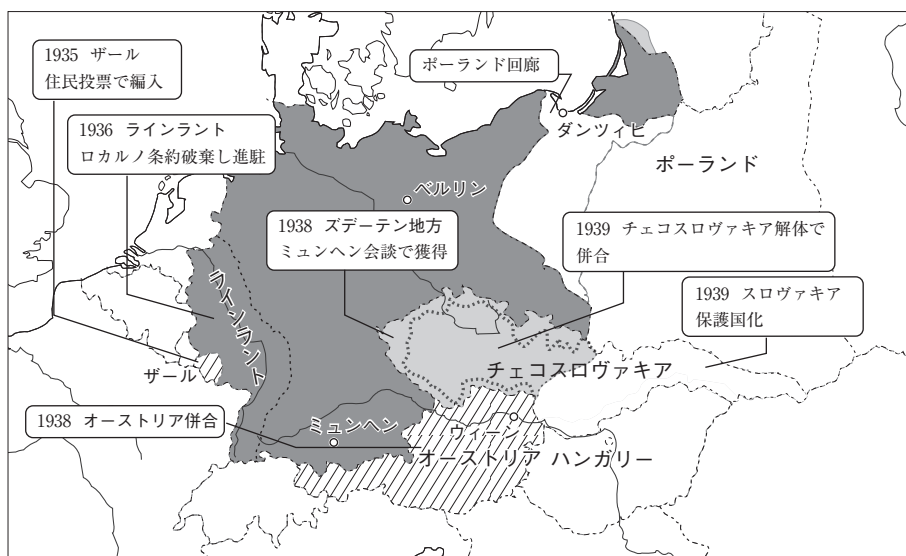 1935 ザール
住民投票で編入
ポーランド回廊
1936 ラインラント
ロカルノ条約破棄し進駐
ダンツィヒ
ポーランド
ベルリン
1938 ズデーテン地方
ミュンヘン会談で獲得
1939 チェコスロヴァキア解体で
併合
1939 スロヴァキア
保護国化
ラインラント
ザール
チェコスロヴァキア
1938 オーストリア併合
ミュンヘン
ウィーン
オーストリア
ハンガリー